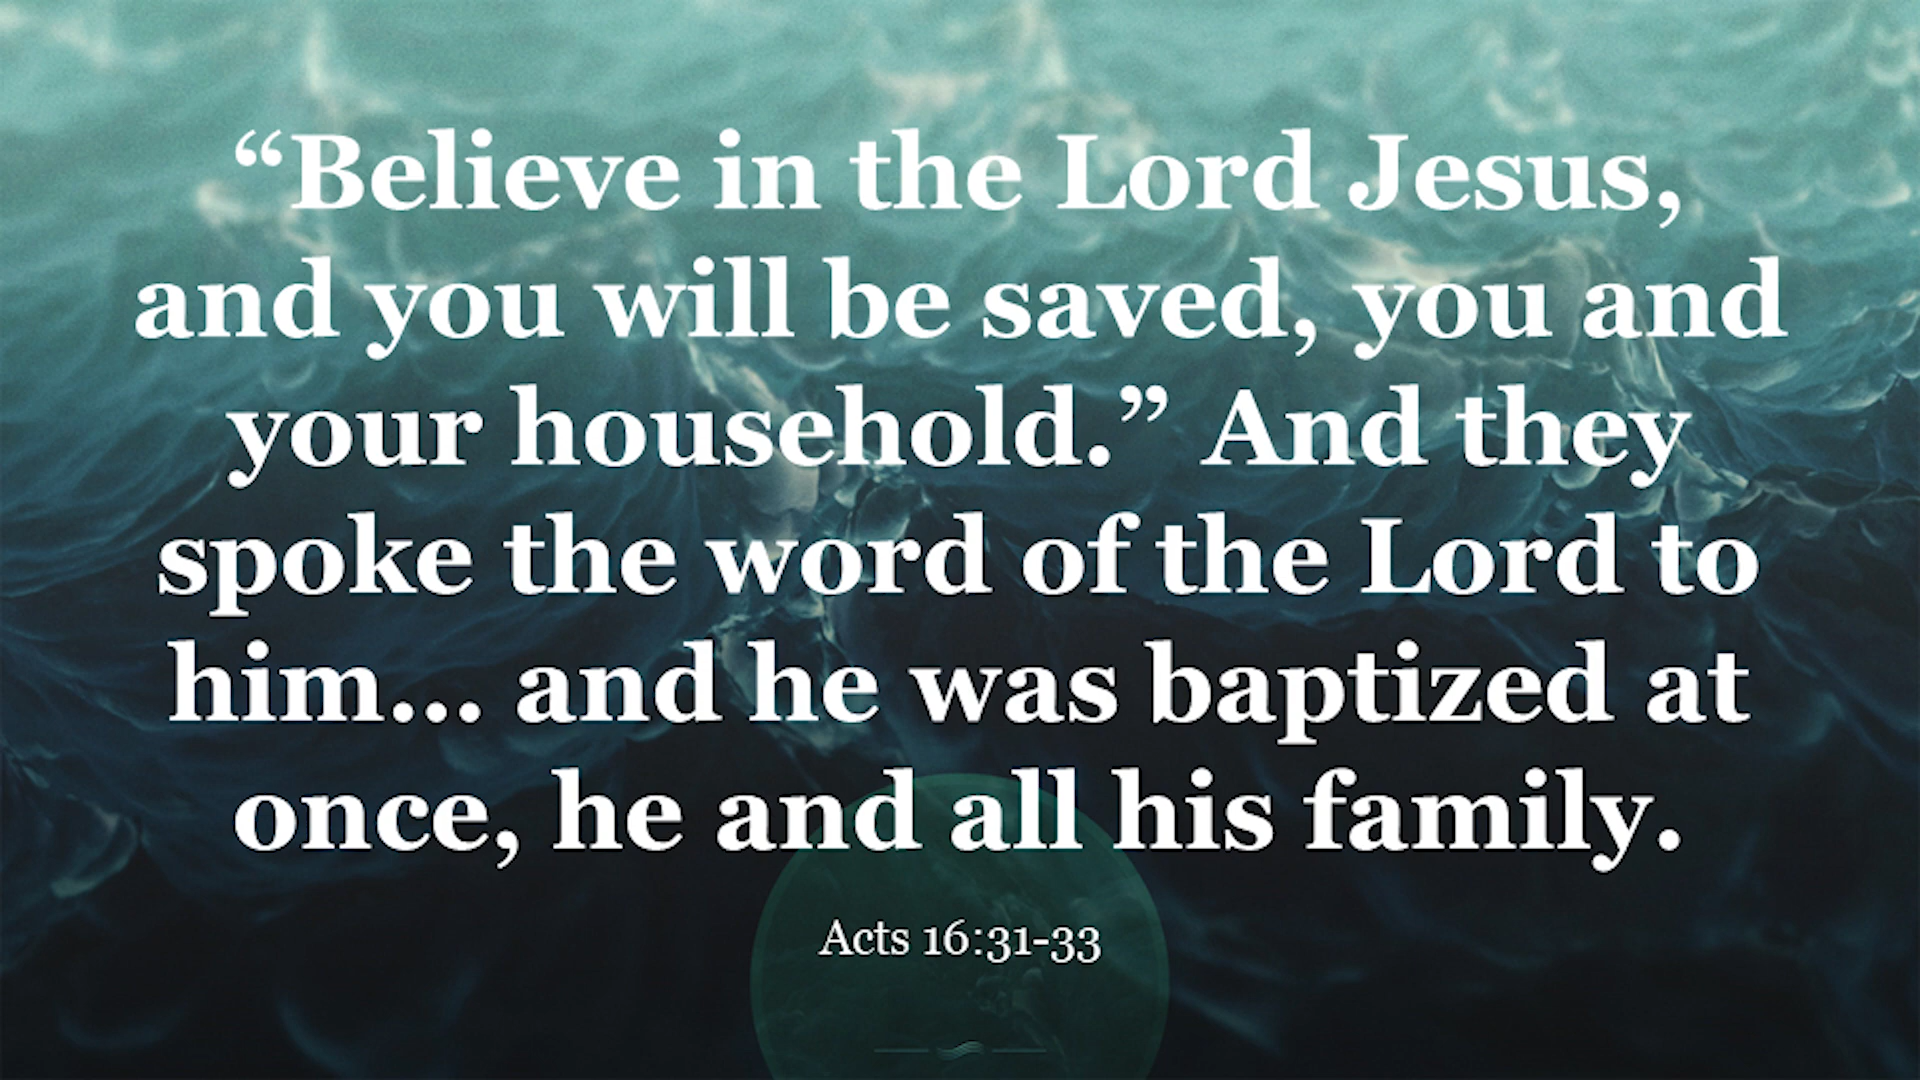 “Believe in the Lord Jesus,
and you will be saved, you and
your household.” And they
spoke the word of the Lord to
him... and he was baptized at
once, he and all his family.
Acts 16:31-33